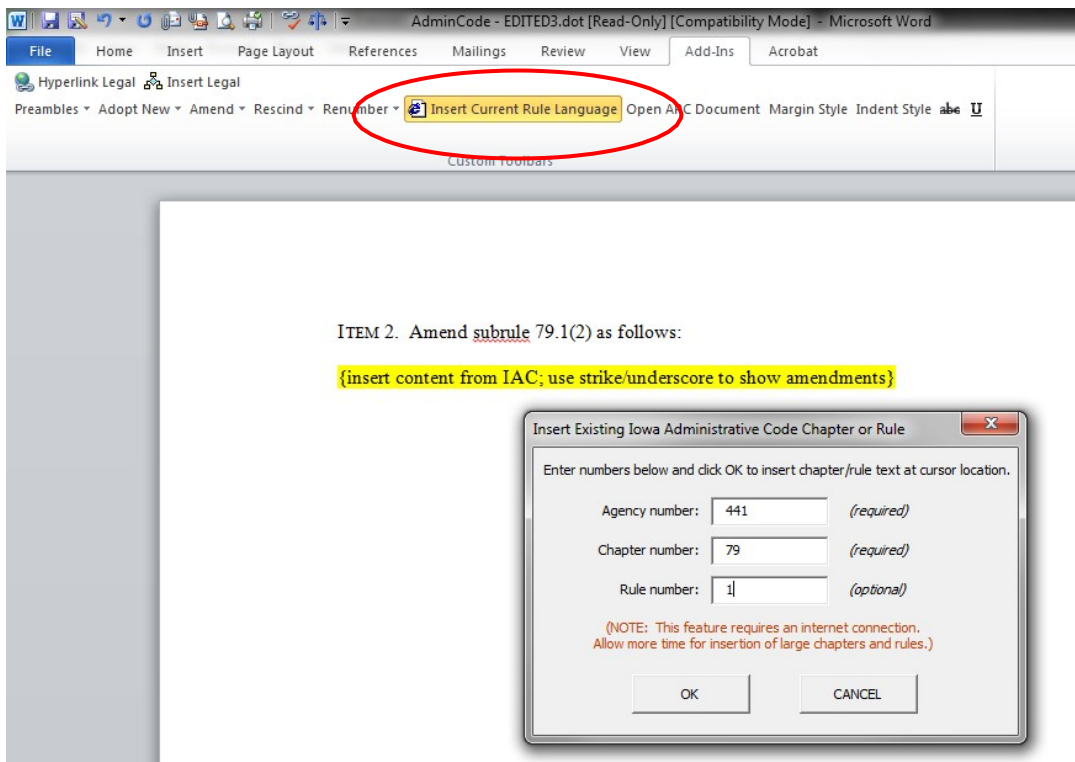 AdminCode - EDITED3.dot [Read-Only] [Compatibility Mode] - Microsoft Word
File Home Insert Page Layout References Mailings Review View Add-Ins Acrobat
Hyperlink Legal Insert Legal
Preambles Adopt New Amend Rescind Renumber Insert Current Rule Language Open ARC Document Margin Style Indent Style abc U
Custom Toolbars
ITEM 2. Amend subrule 79.1(2) as follows:
{insert content from IAC; use strike/underscore to show amendments}
Insert Existing Iowa Administrative Code Chapter or Rule
Enter numbers below and click OK to insert chapter/rule text at cursor location.
Agency number: 441 (required)
Chapter number: 79 (required)
Rule number: 1 (optional)
(NOTE: This feature requires an internet connection.
Allow more time for insertion of large chapters and rules.)
OK CANCEL